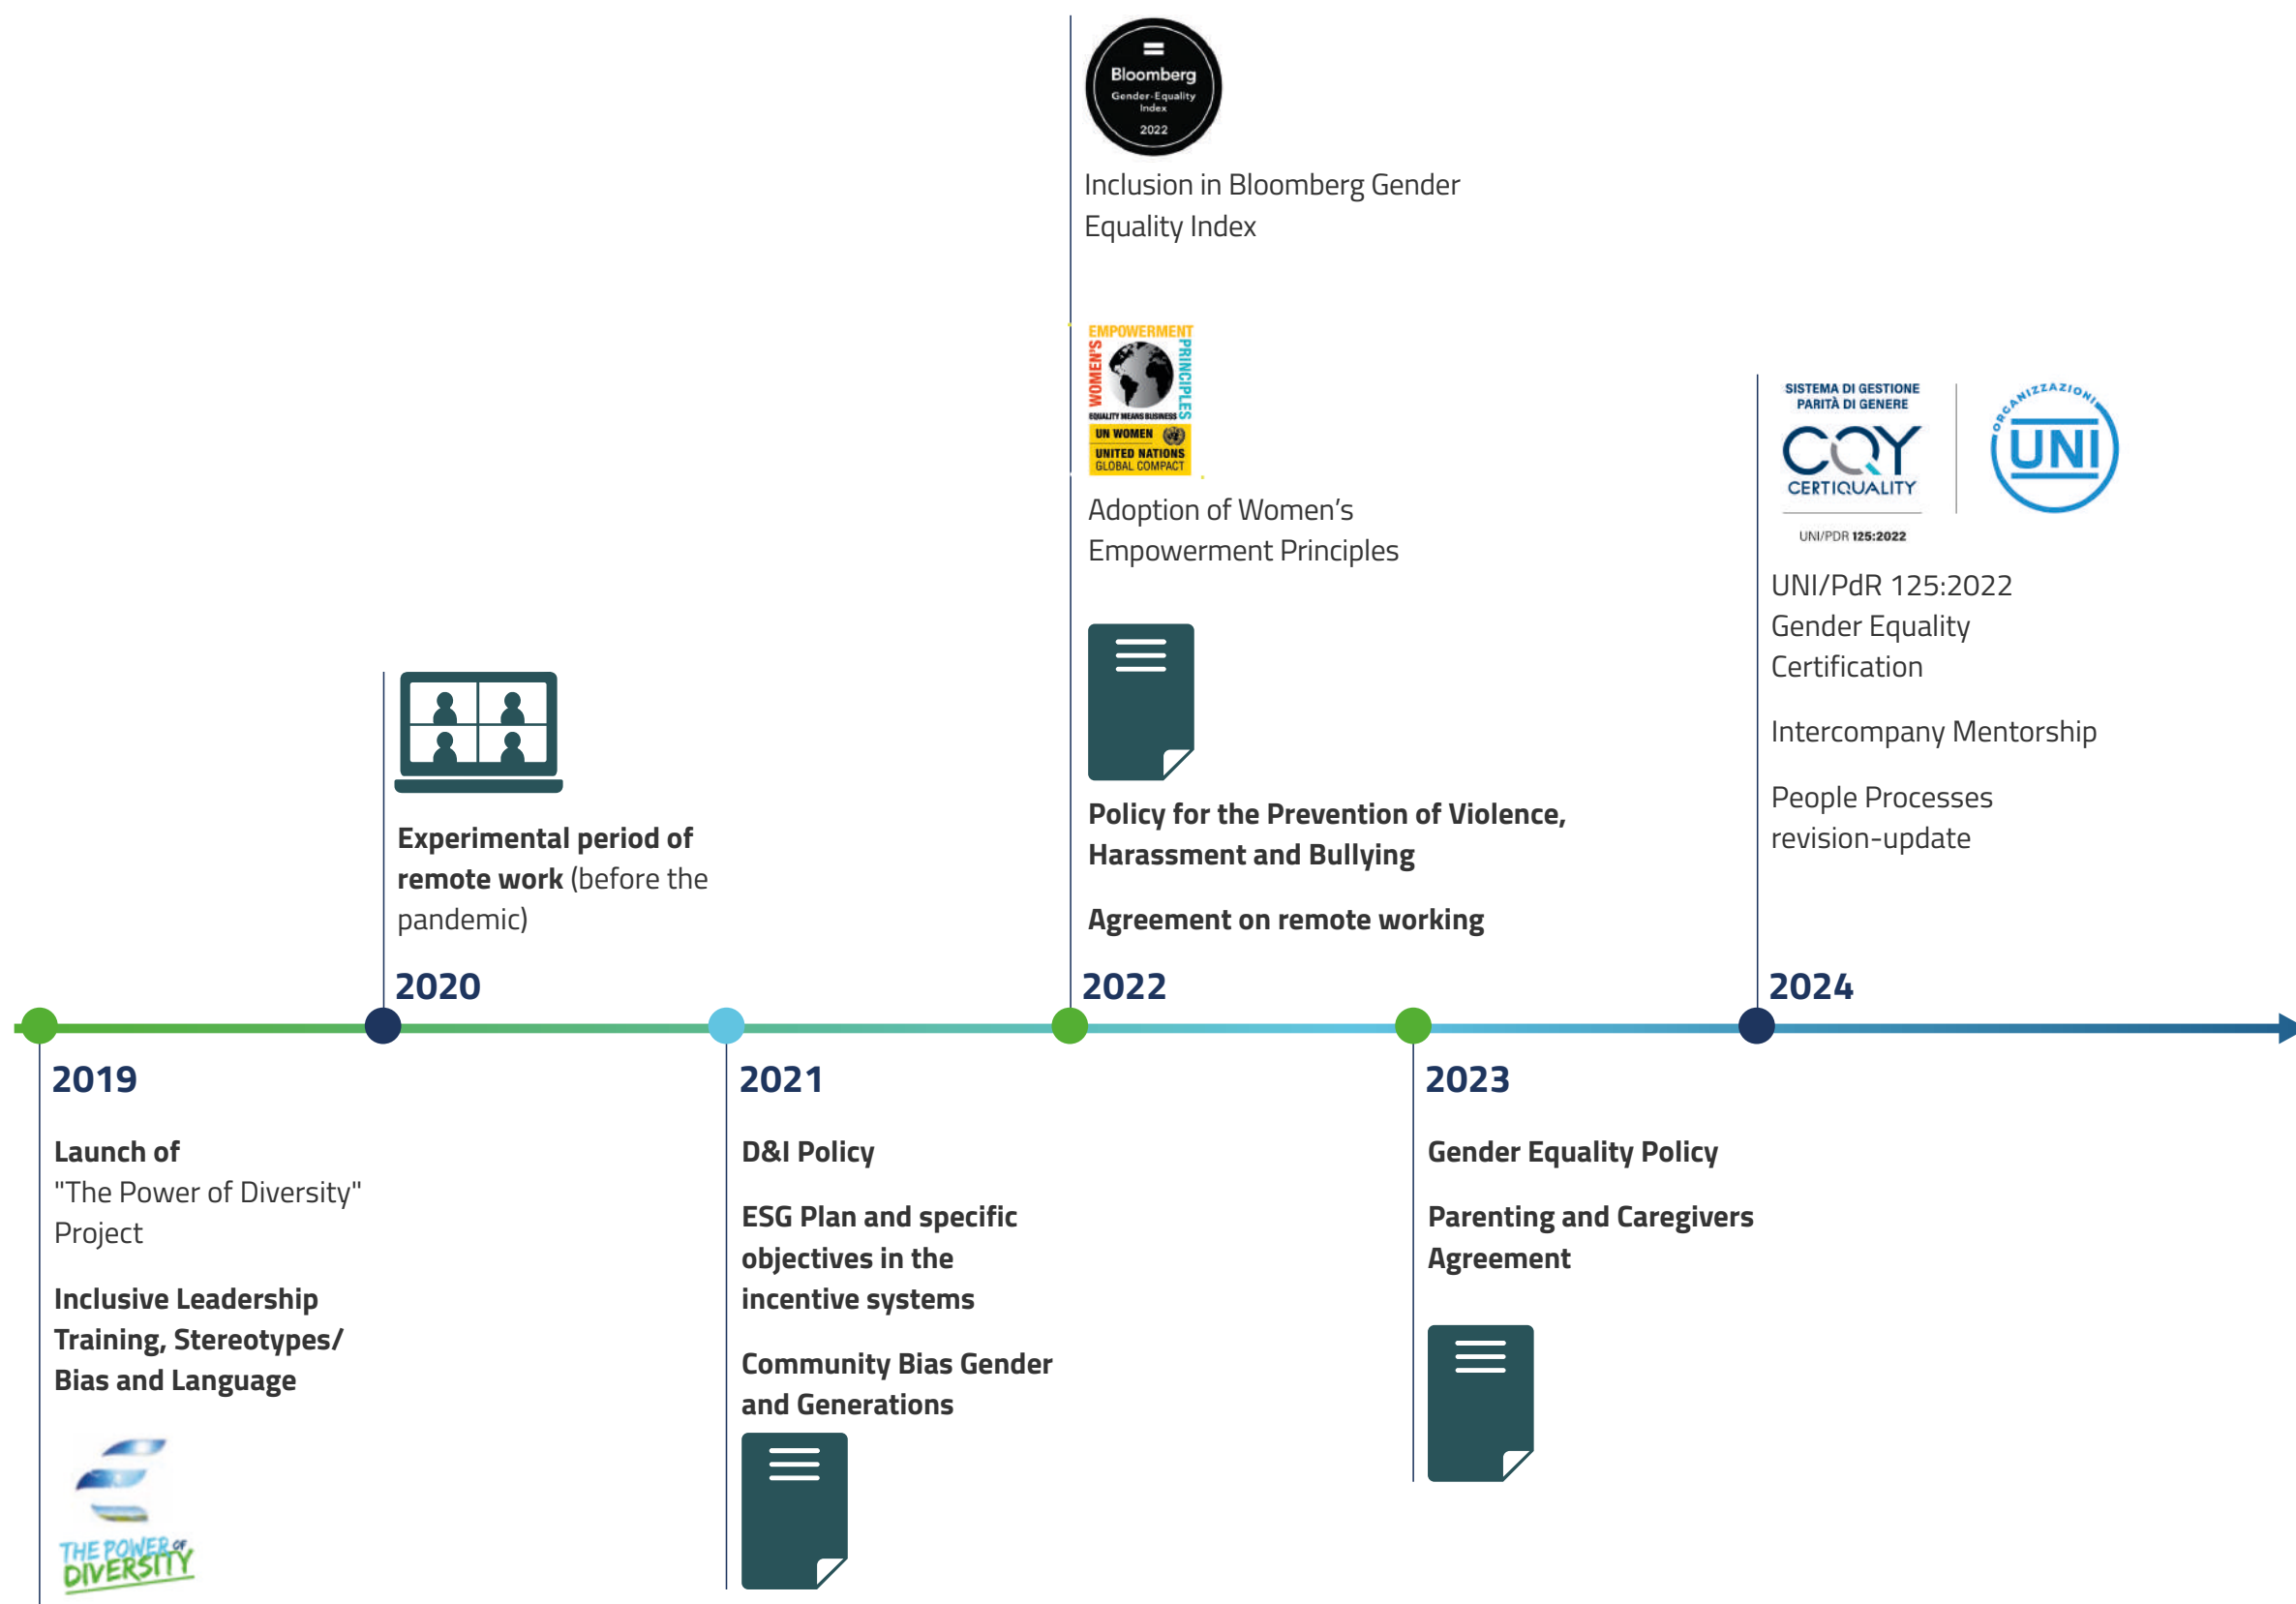 Bloomberg
Gender-Equality
Index
2022
Inclusion in Bloomberg Gender
Equality Index
EMPOWERMENT
WOMEN'S
PRINCIPLES
EQUALITY MEANS BUSINESS
UN WOMEN
UNITED NATIONS
GLOBAL COMPACT
Adoption of Women’s
Empowerment Principles
Policy for the Prevention of Violence,
Harassment and Bullying
Agreement on remote working
2022
SISTEMA DI GESTIONE
PARITÀ DI GENERE
CQY
CERTIQUALITY
UNI/PDR 125:2022
ORGANIZZAZIONI
UNI
UNI/PdR 125:2022
Gender Equality
Certification
Intercompany Mentorship
People Processes
revision-update
2024
Experimental period of
remote work (before the
pandemic)
2020
2019
Launch of
"The Power of Diversity"
Project
Inclusive Leadership
Training, Stereotypes/
Bias and Language
THE POWER OF
DIVERSITY
2021
D&I Policy
ESG Plan and specific
objectives in the
incentive systems
Community Bias Gender
and Generations
2023
Gender Equality Policy
Parenting and Caregivers
Agreement